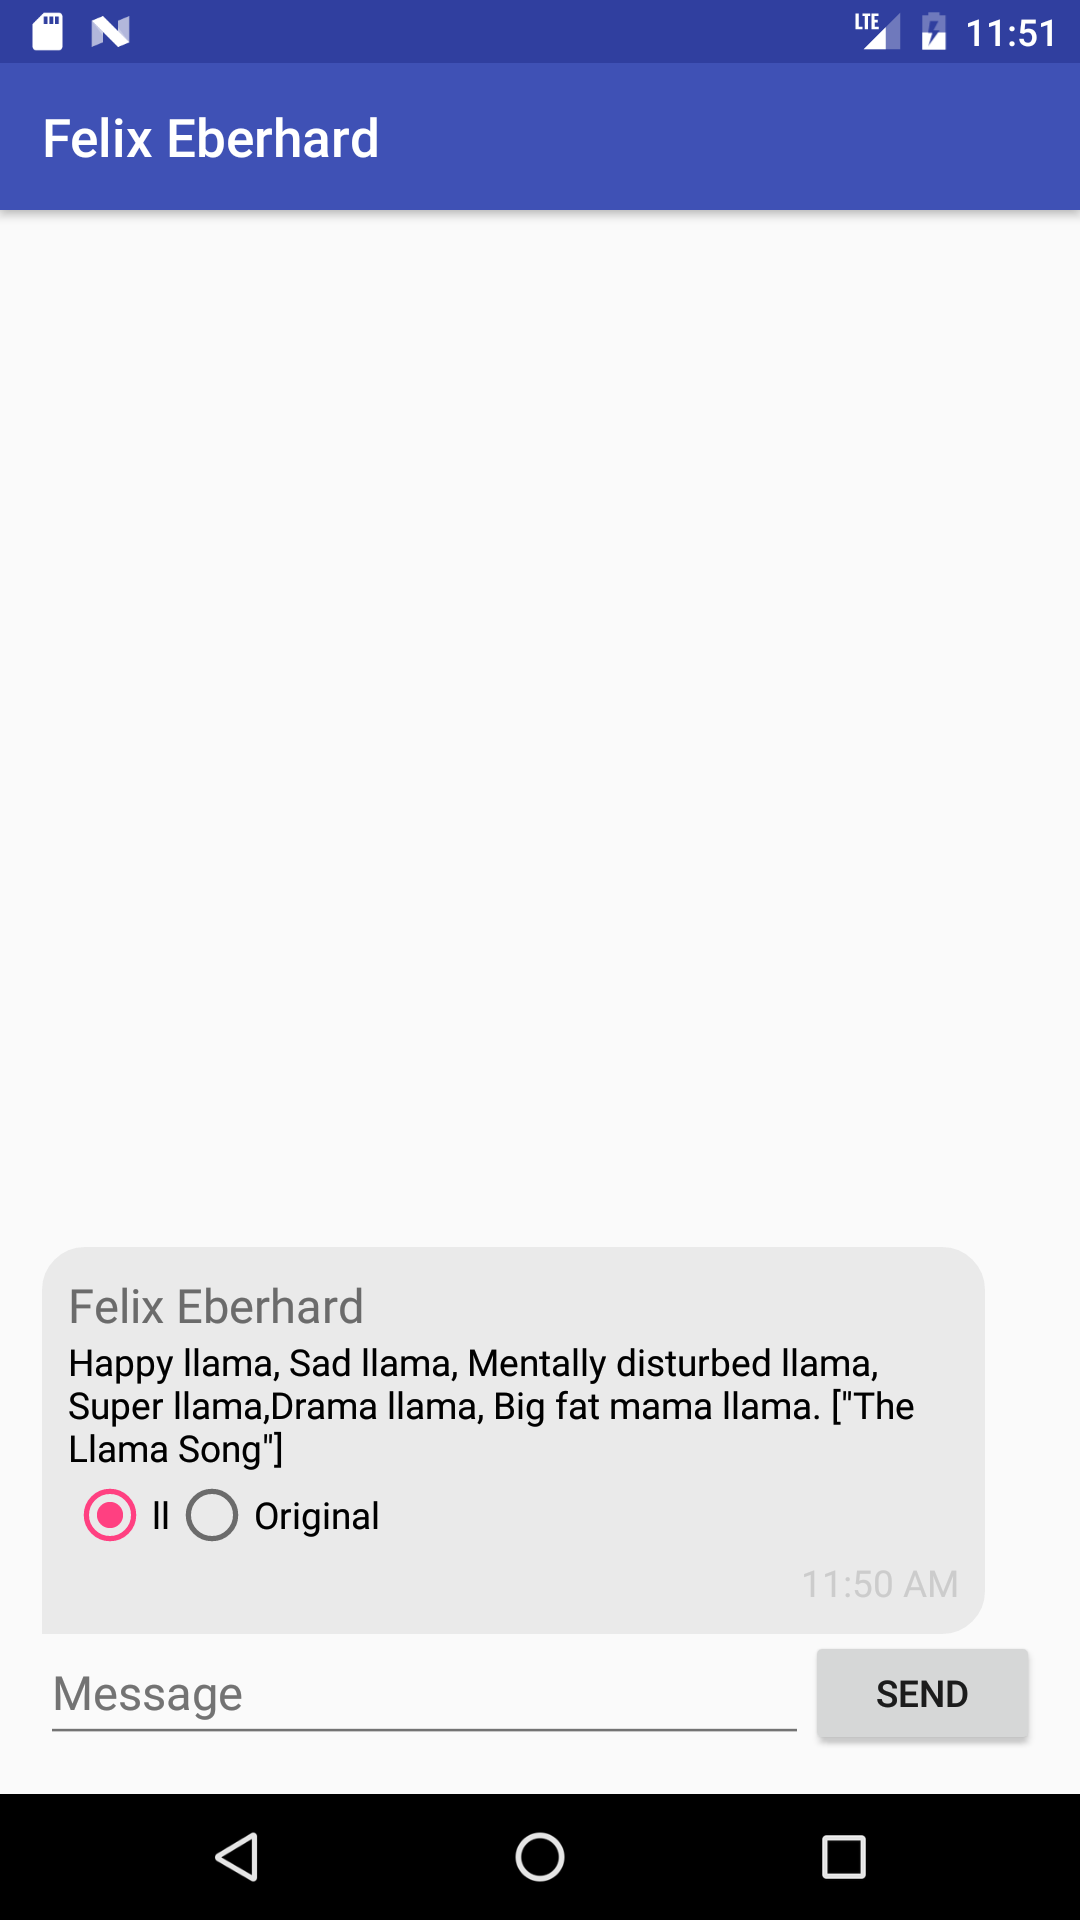 LTE 11:51
Felix Eberhard
Felix Eberhard
Happy llama, Sad llama, Mentally disturbed llama,
Super llama,Drama llama, Big fat mama llama. ["The
Llama Song"]
ll Original
11:50 AM
Message SEND